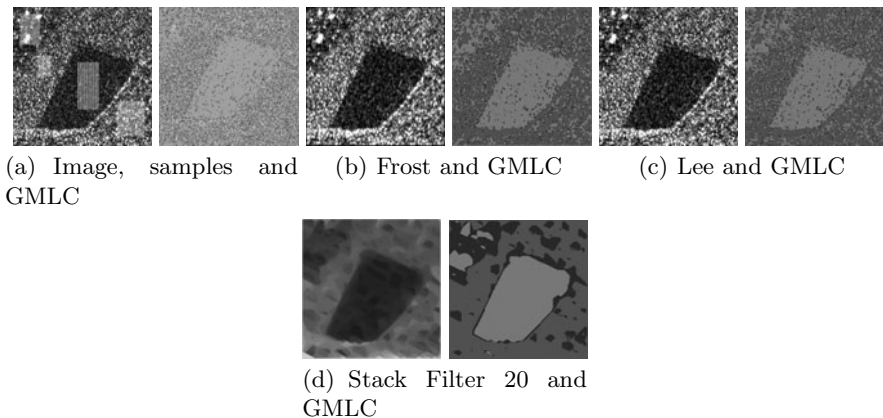 (a) Image, samples and
GMLC
(b) Frost and GMLC
(c) Lee and GMLC
(d) Stack Filter 20 and
GMLC